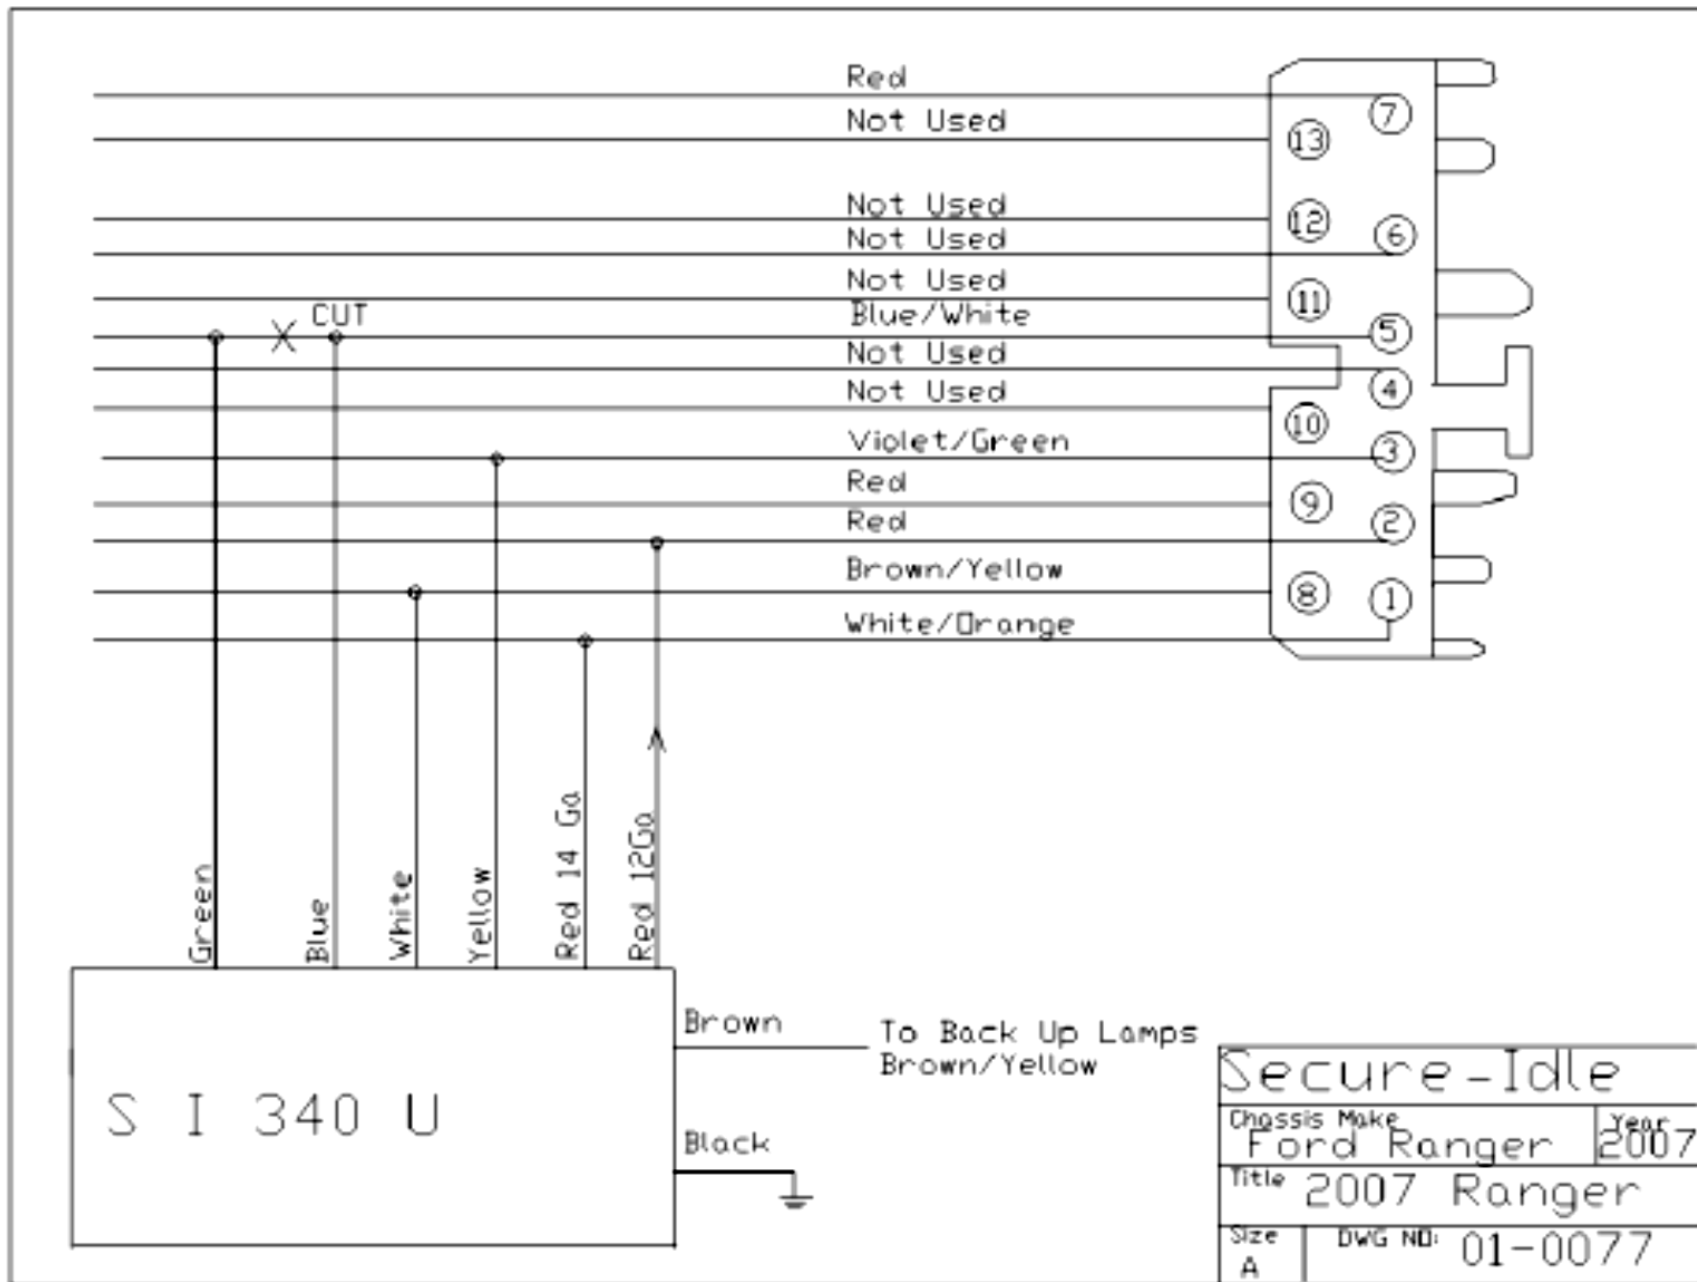 Red
7
Not Used
13
Not Used
12
Not Used
6
Not Used
11
CUT
Blue/White
5
Not Used
4
Not Used
10
Violet/Green
3
Red
9
Red
2
Brown/Yellow
8
1
White/Orange
Green
Blue
White
Yellow
Red 14 Ga
Red 12Ga
Brown
To Back Up Lamps
Brown/Yellow
S I 340 U
Black
Secure-Idle
Chassis Make
Year
Ford Ranger
2007
Title
2007 Ranger
Size
A
DWG NO:
01-0077